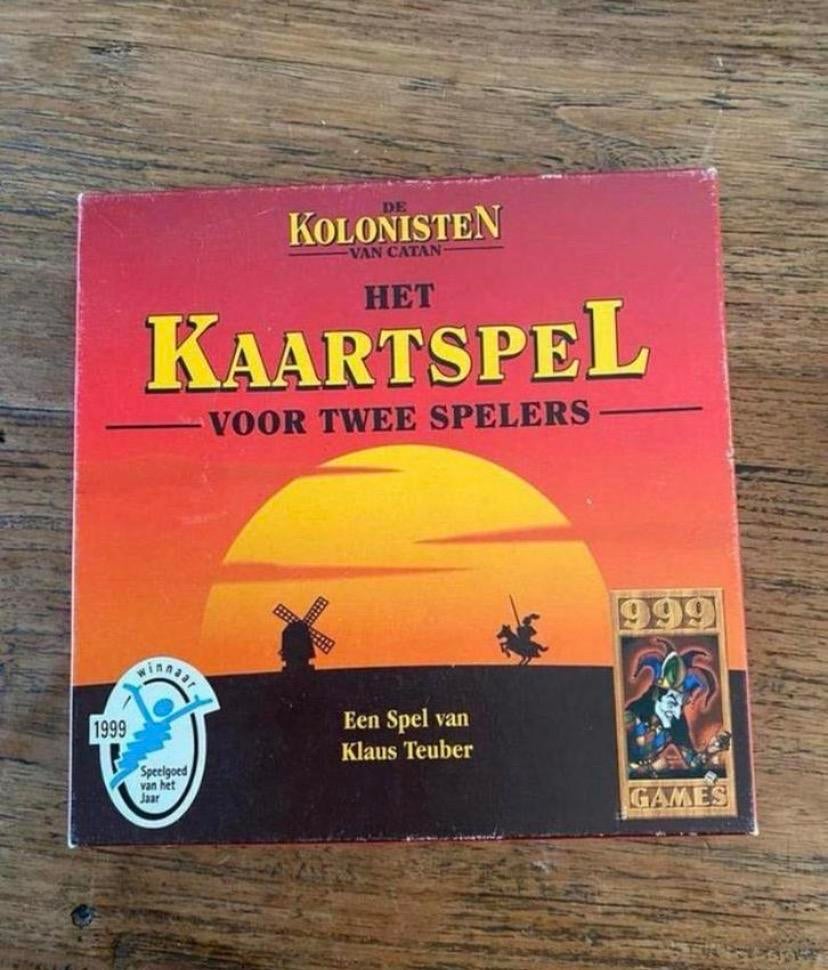 DE
KOLONISTEN
VAN CATAN
HET
KAARTSPEL
VOOR TWEE SPELERS
999
GAMES
winnaar
1999
Speelgoed
van het
Jaar
Een Spel van
Klaus Teuber